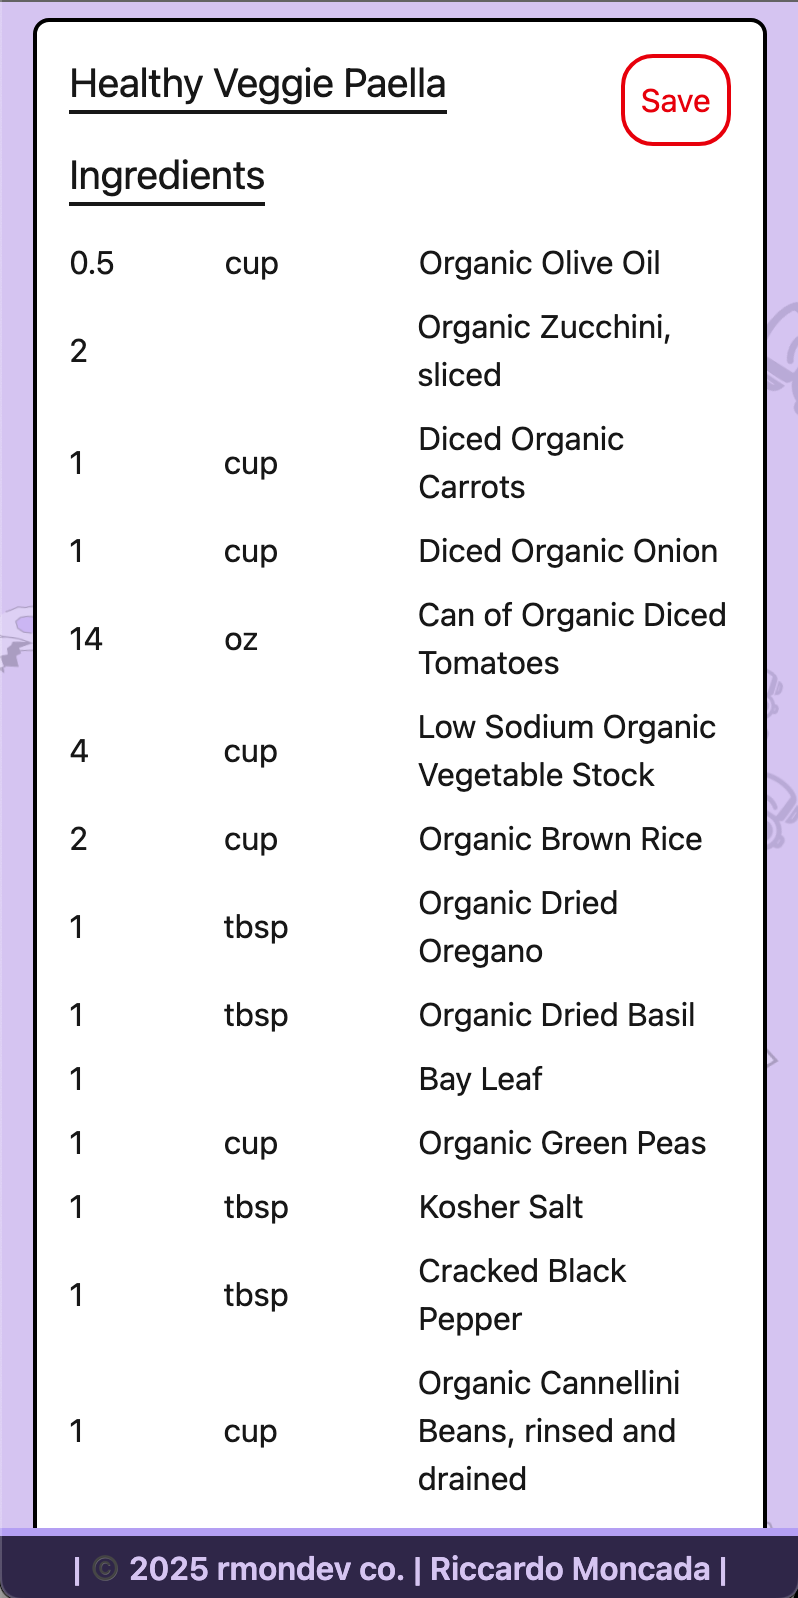 Healthy Veggie Paella
Save
Ingredients
0.5 cup Organic Olive Oil
2 Organic Zucchini,
sliced
1 cup Diced Organic
Carrots
1 cup Diced Organic Onion
14 oz Can of Organic Diced
Tomatoes
4 cup Low Sodium Organic
Vegetable Stock
2 cup Organic Brown Rice
1 tbsp Organic Dried
Oregano
1 tbsp Organic Dried Basil
1 Bay Leaf
1 cup Organic Green Peas
1 tbsp Kosher Salt
1 tbsp Cracked Black
Pepper
1 cup Organic Cannellini
Beans, rinsed and
drained
| © 2025 rmondev co. | Riccardo Moncada |